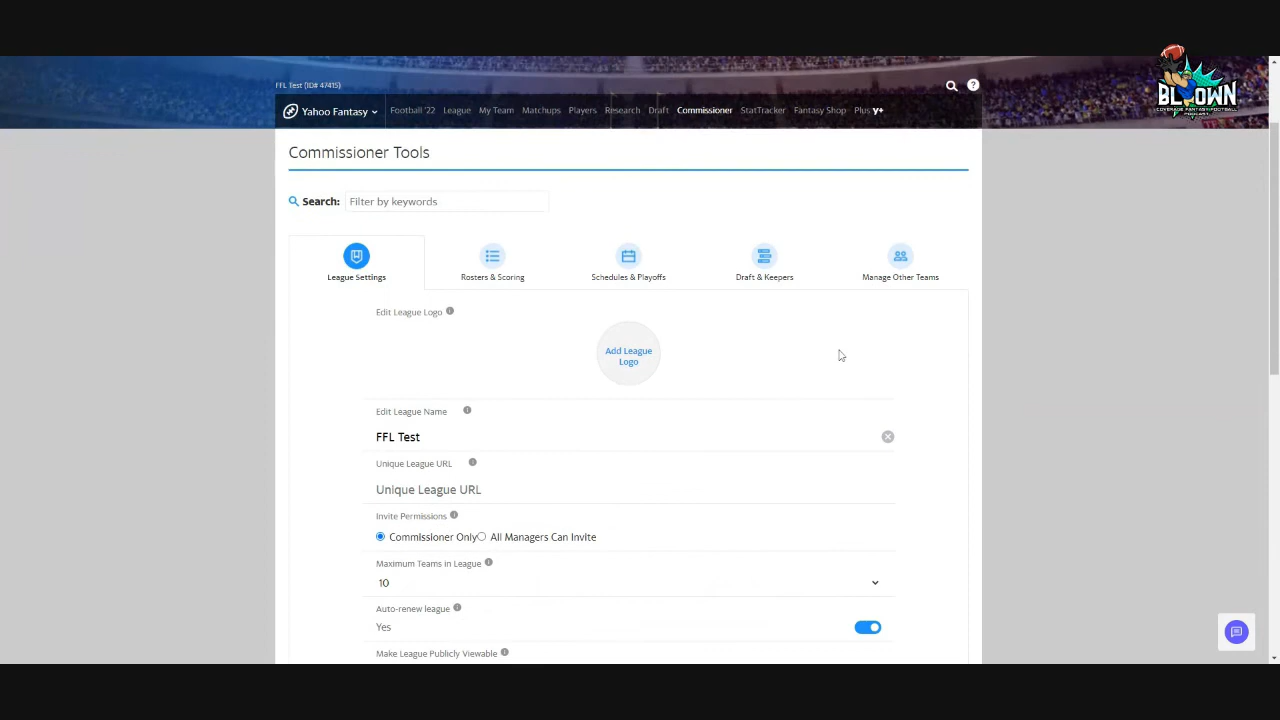 FFL Test (ID# 47415)
Yahoo Fantasy Football '22 League My Team Matchups Players Research Draft Commissioner StatTracker Fantasy Shop Plus y+
BLOWN
COVERAGE FANTASY FOOTBALL
PODCAST
Commissioner Tools
Search: Filter by keywords
League Settings Rosters & Scoring Schedules & Playoffs Draft & Keepers Manage Other Teams
Edit League Logo
Add League
Logo
Edit League Name
FFL Test
Unique League URL
Unique League URL
Invite Permissions
Commissioner Only All Managers Can Invite
Maximum Teams in League
10
Auto-renew league
Yes
Make League Publicly Viewable